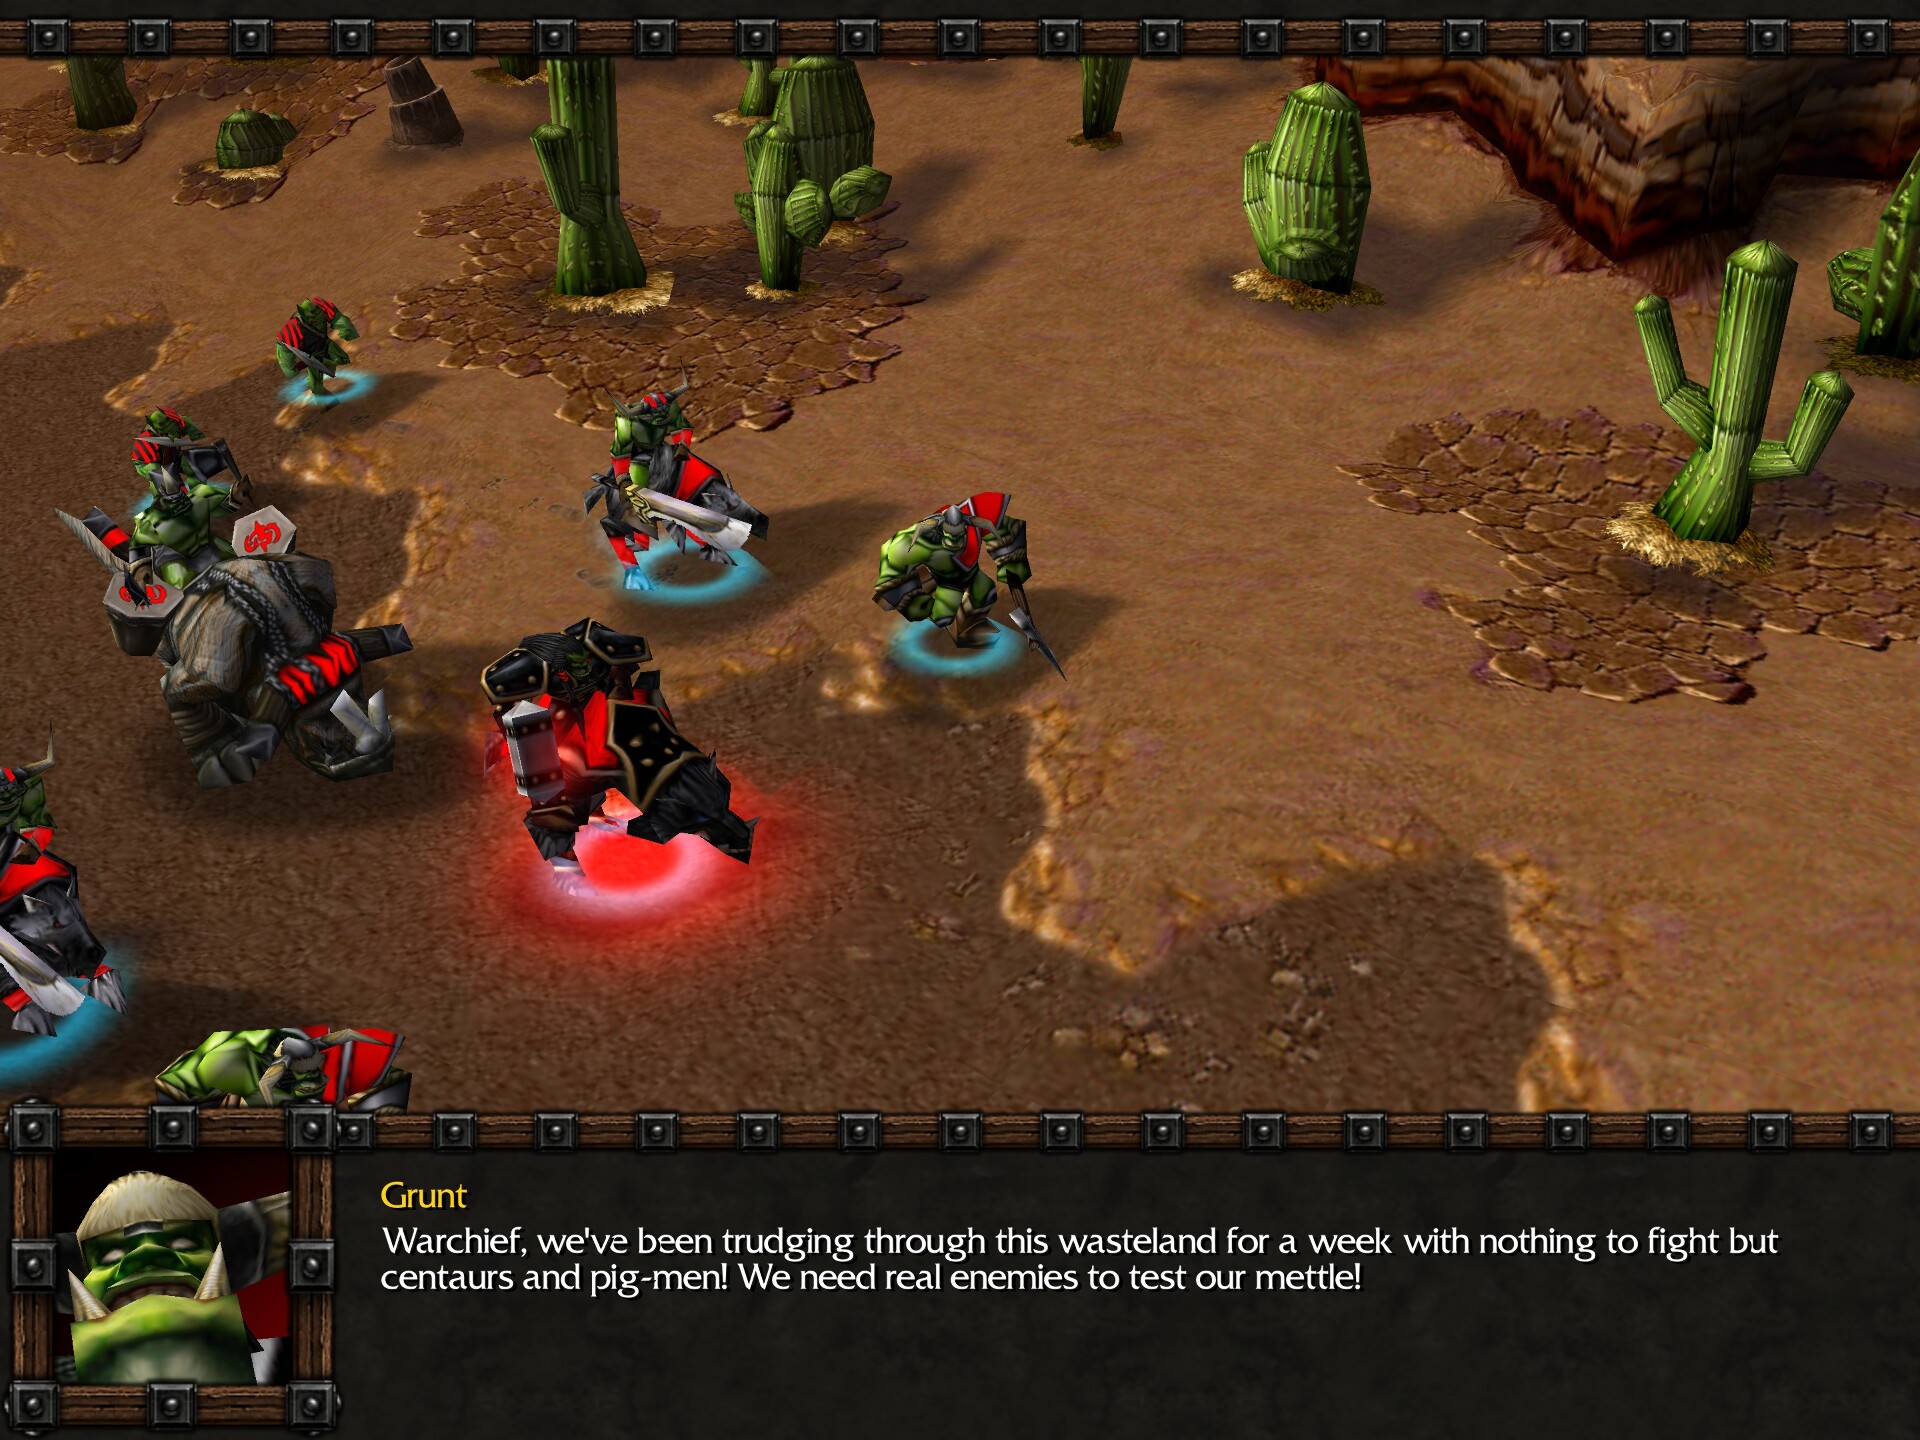 Grunt
Warchief, we've been trudging through this wasteland for a week with nothing to fight but
centaurs and pig-men! We need real enemies to test our mettle!